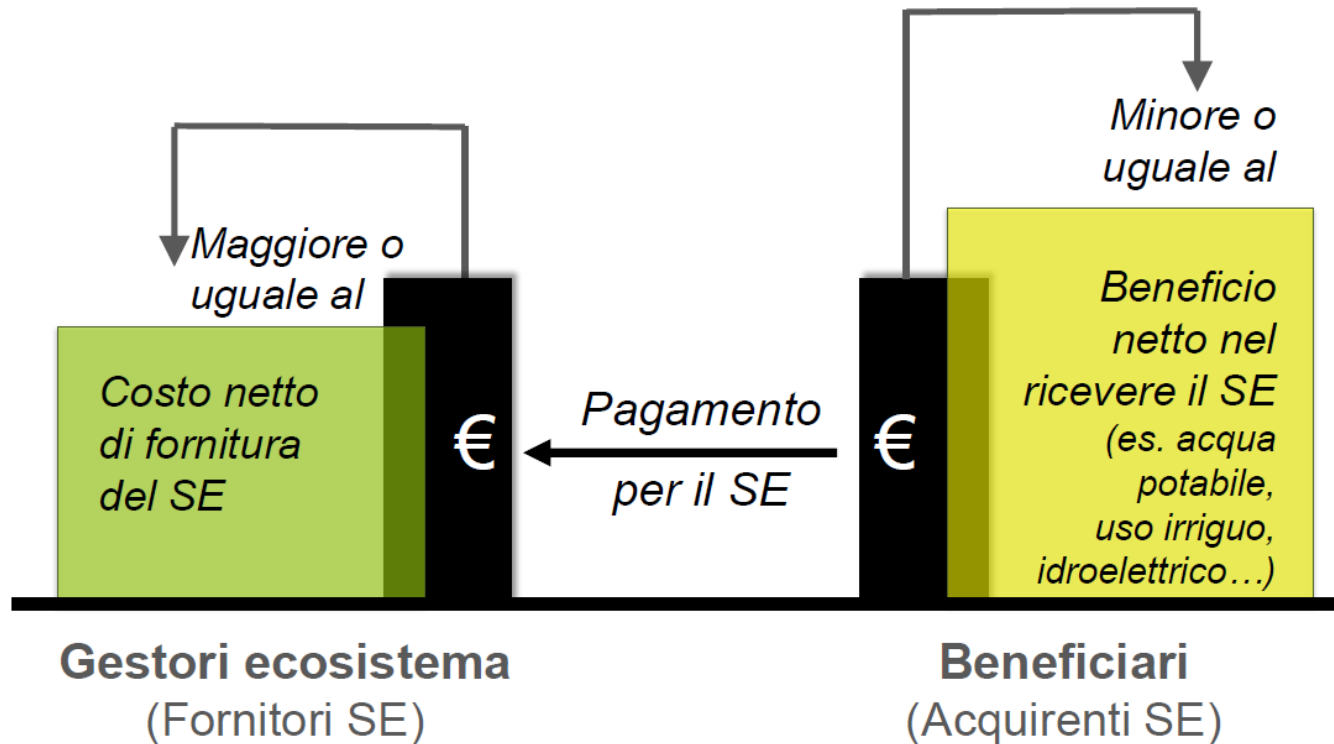 Maggiore o
uguale al
Costo netto
di fornitura
del SE
€
Pagamento
per il SE
€
Minore o
uguale al
Beneficio
netto nel
ricevere il SE
(es. acqua
potabile,
uso irriguo,
idroelettrico…)
Gestori ecosistema
(Fornitori SE)
Beneficiari
(Acquirenti SE)